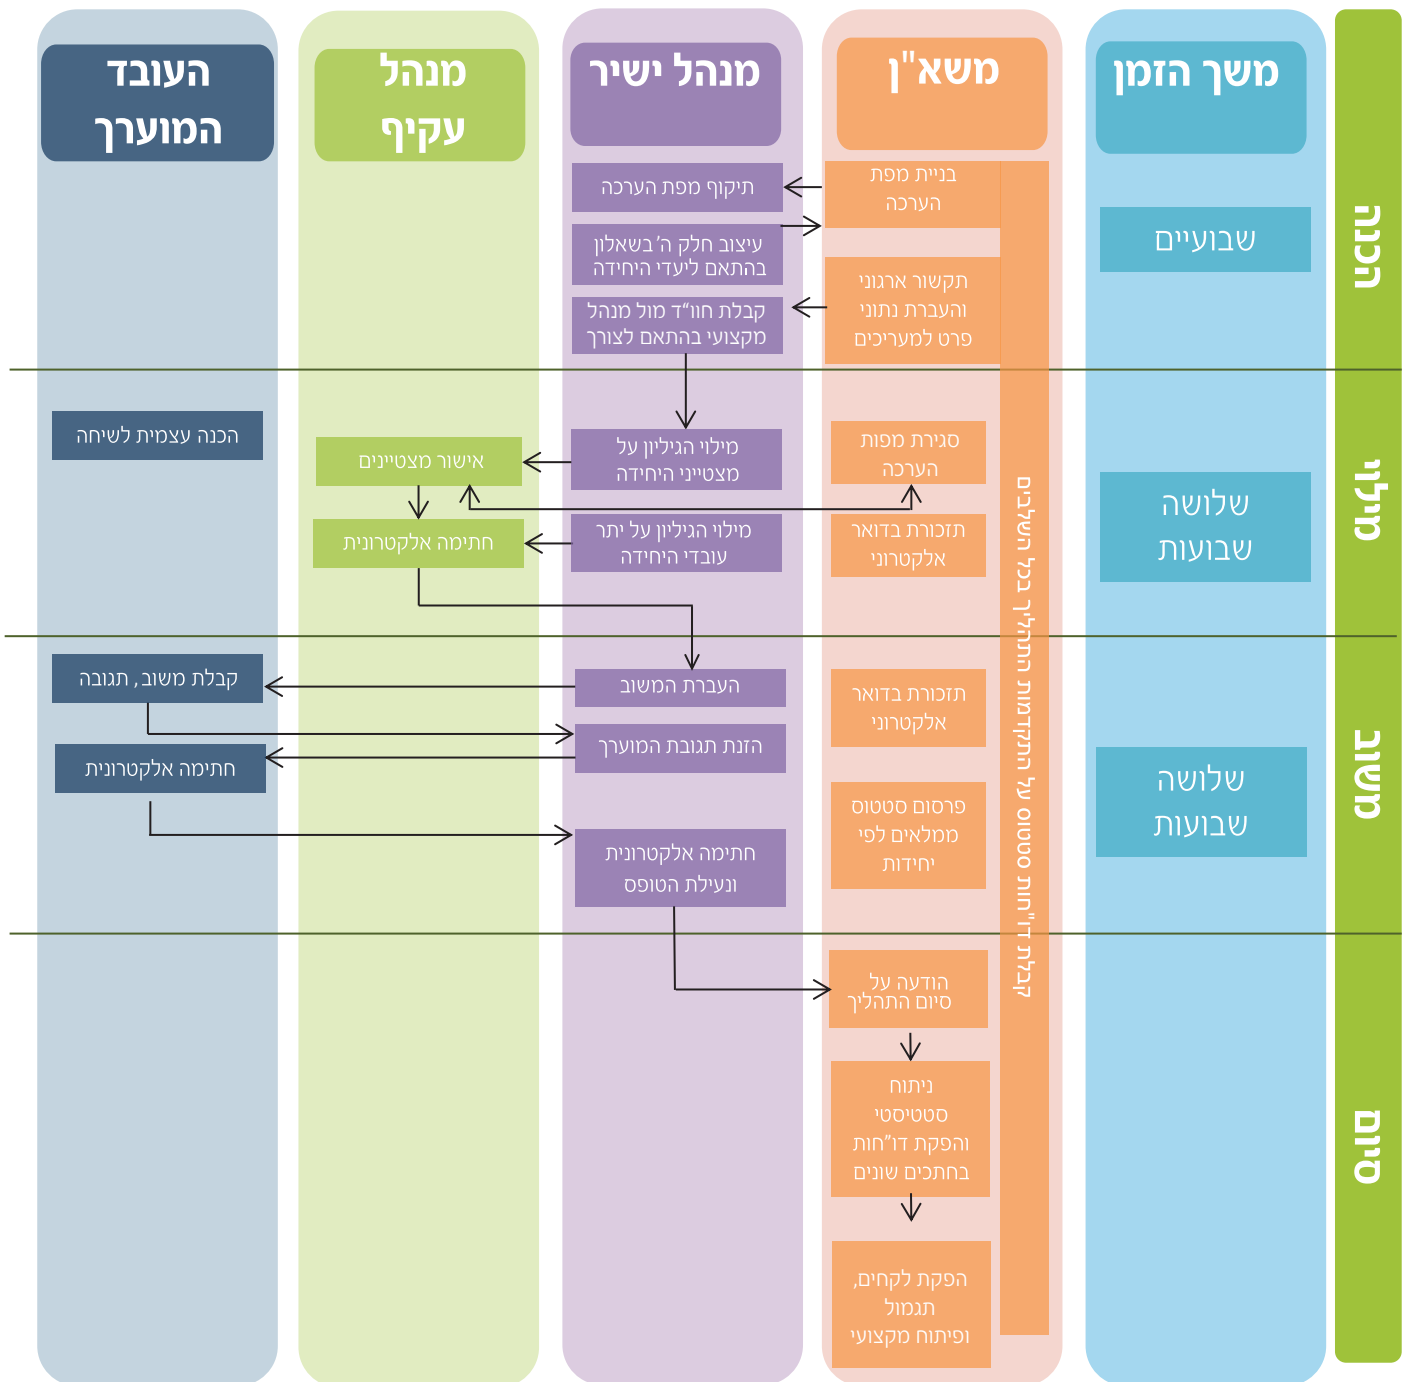 משך הזמן
משא"ן
מנהל ישיר
מנהל
עקיף
העובד
המוערך
הכנה
שבועיים
בניית מפת
הערכה
תיקוף מפת הערכה
עיצוב חלק ה' בשאלון
בהתאם ליעדי היחידה
תקשור ארגוני
והעברת נתוני
פרט למעריכים
קבלת חוו"ד מול מנהל
מקצועי בהתאם לצורך
קבלת דו"חות סטטוס על התקדמות התהליך בכל השלבים
מילוי
שלושה
שבועות
סגירת מפות
הערכה
תזכורת בדואר
אלקטרוני
מילוי הגיליון על
מצטייני היחידה
מילוי הגיליון על יתר
עובדי היחידה
אישור מצטיינים
חתימה אלקטרונית
הכנה עצמית לשיחה
משוב
שלושה
שבועות
תזכורת בדואר
אלקטרוני
פרסום סטטוס
ממלאים לפי
יחידות
העברת המשוב
הזנת תגובת המוערך
חתימה אלקטרונית
ונעילת הטופס
קבלת משוב, תגובה
חתימה אלקטרונית
סיום
הודעה על
סיום התהליך
ניתוח
סטטיסטי
והפקת דו"חות
בחתכים שונים
הפקת לקחים,
תגמול
ופיתוח מקצועי